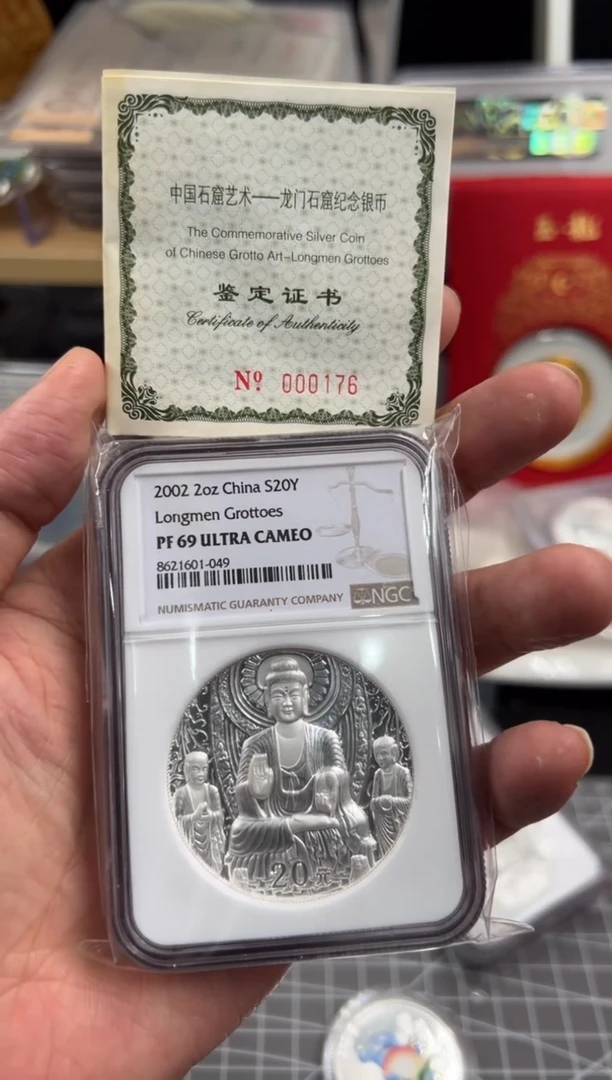 中国石窟艺术——龙门石窟纪念银币
The Commemorative Silver Coin
of Chinese Grotto Art-Longmen Grottoes
鉴定证书
Certificate of Authenticity
Nº 000176
2002 2oz China S20Y
Longmen Grottoes
PF 69 ULTRA CAMEO
8621601-049
NUMISMATIC GUARANTY COMPANY NGC
20元